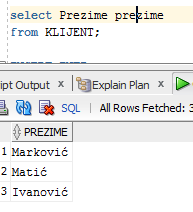 select Prezime prezime
from KLIJENT;
ipt Output × Explain Plan ×
SQL | All Rows Fetched: 3
PREZIME
1 Marković
2 Matić
3 Ivanović